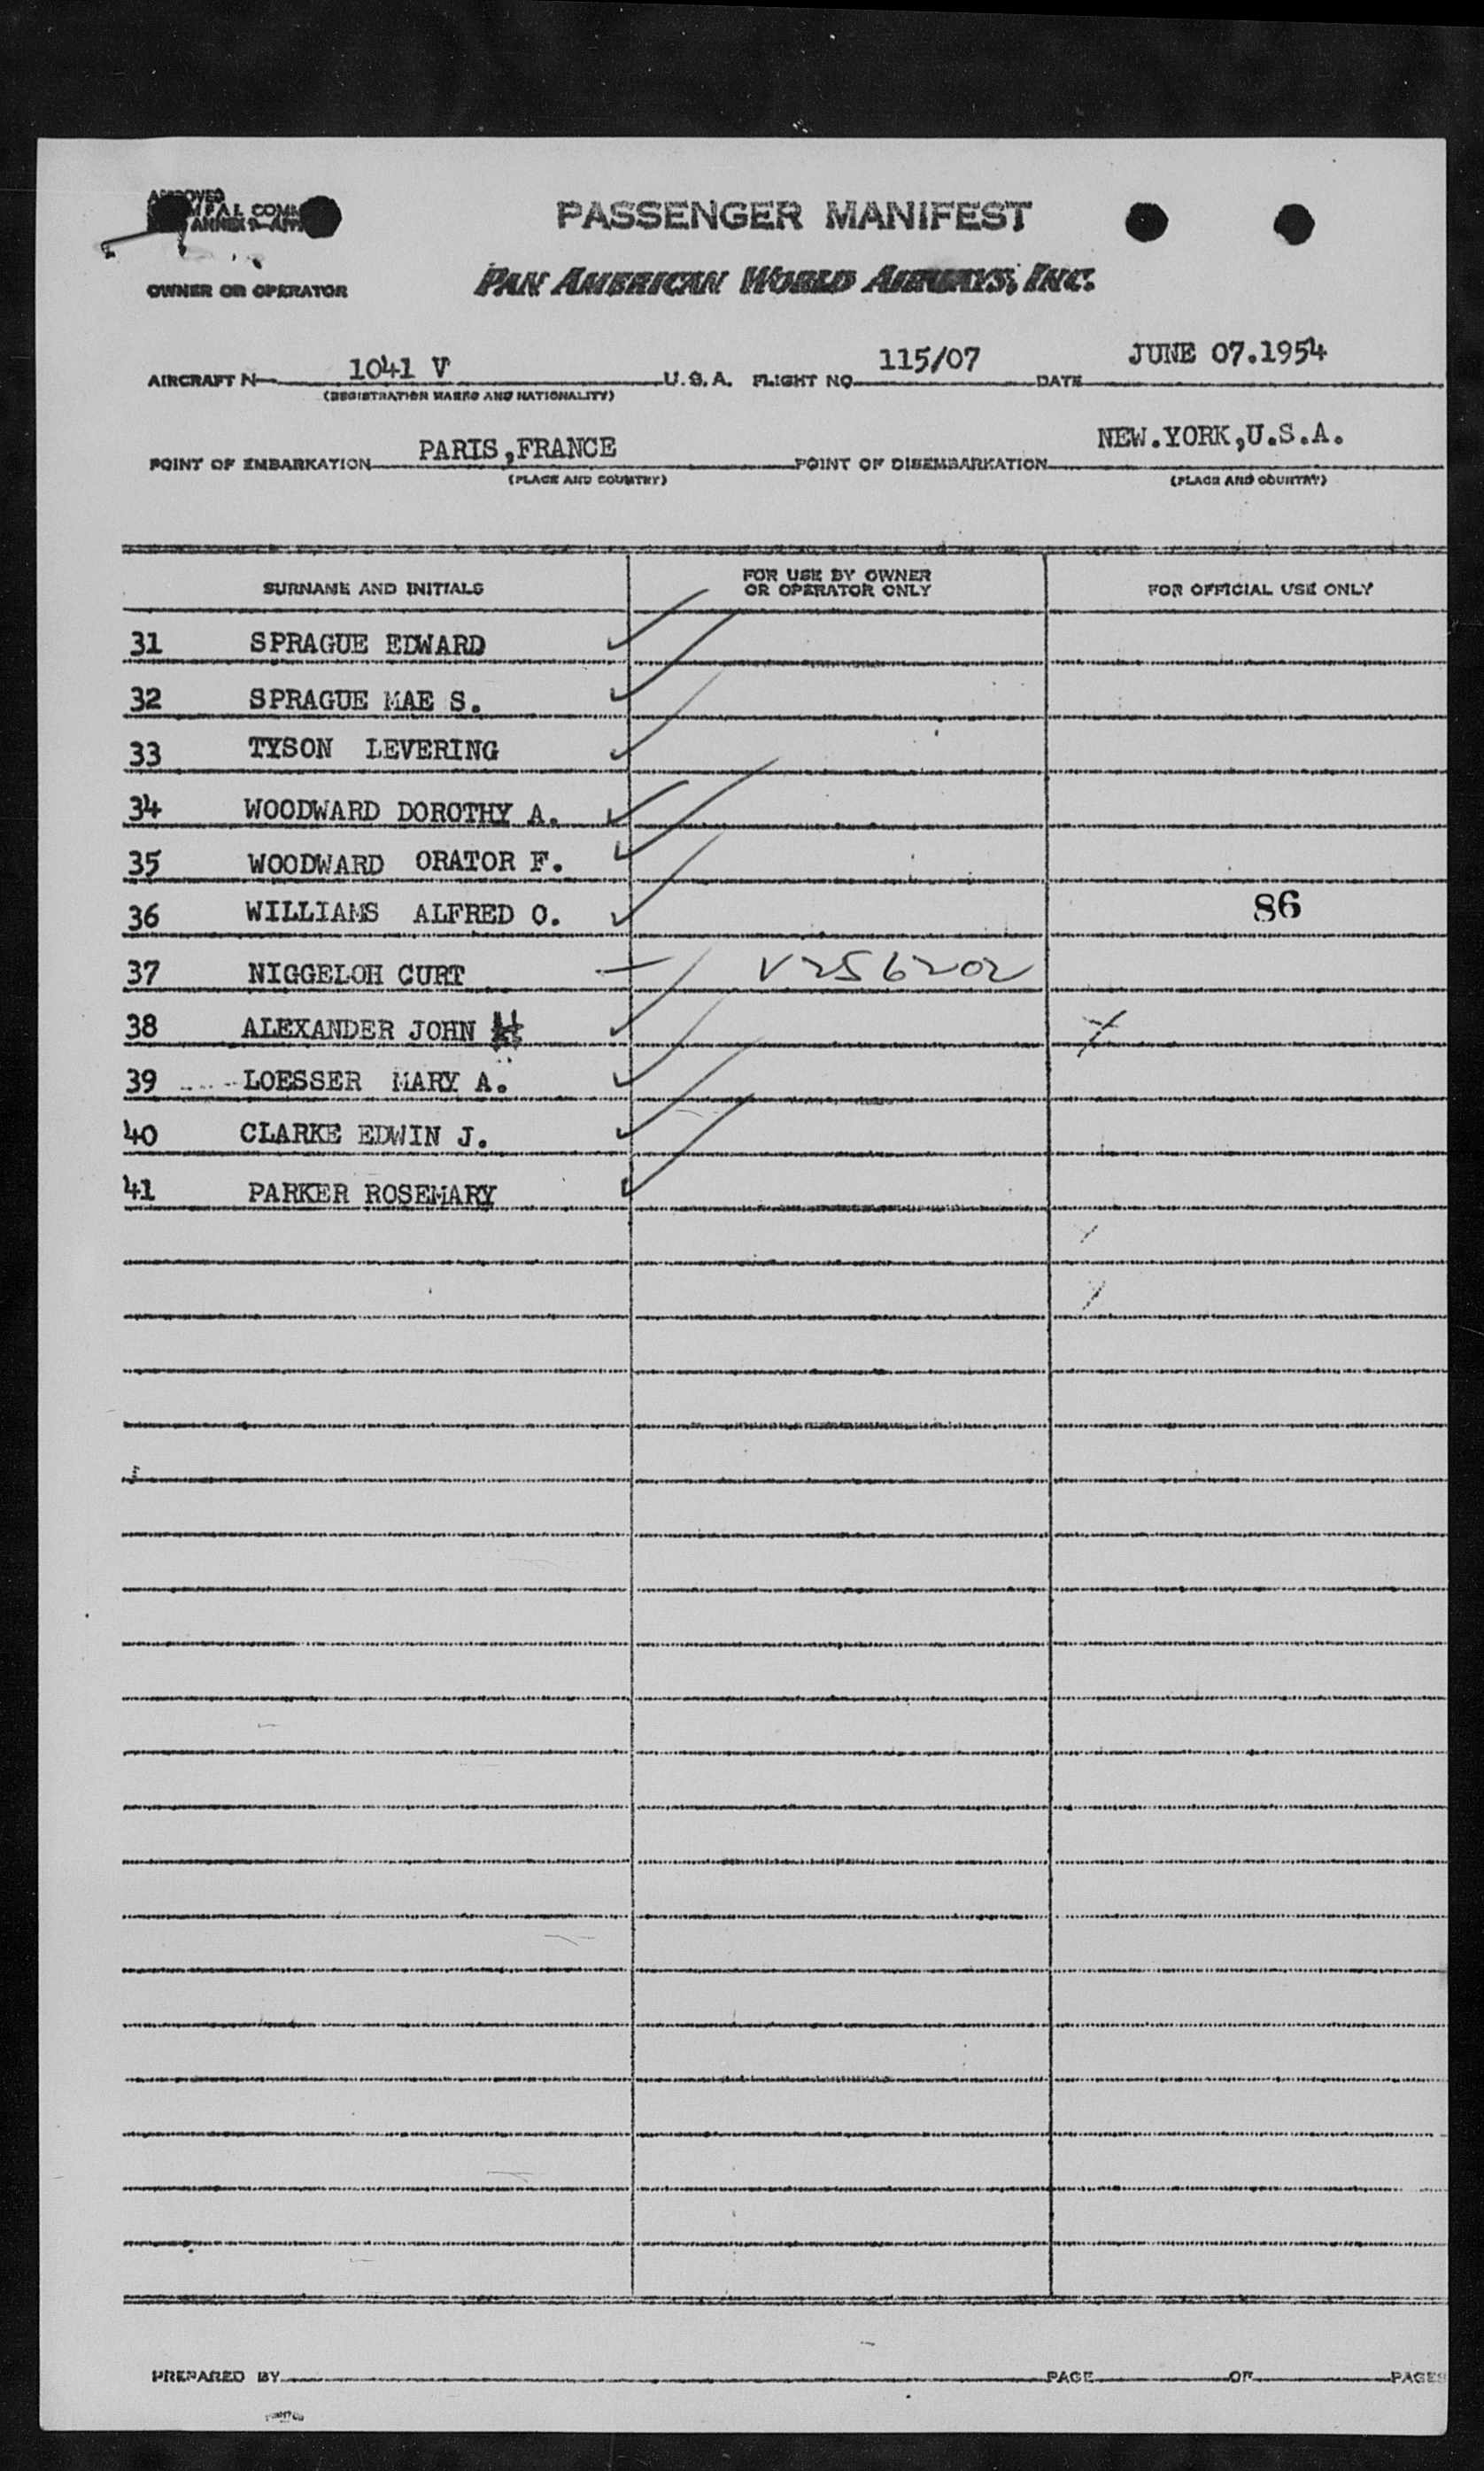 APPROVED
PASSENGER MANIFEST
OWNER OR OPERATOR PAN AMERICAN WORLD AIRWAYS, INC.
AIRCRAFT N 1041 V U.S.A. FLIGHT NO. 115/07 DATE JUNE 07.1954
(REGISTRATION MARKS AND NATIONALITY)
POINT OF EMBARKATION PARIS,FRANCE POINT OF DISEMBARKATION NEW.YORK,U.S.A.
(PLACE AND COUNTRY) (PLACE AND COUNTRY)
SURNAME AND INITIALS FOR USE BY OWNER OR OPERATOR ONLY FOR OFFICIAL USE ONLY
31 SPRAGUE EDWARD
32 SPRAGUE MAE S.
33 TYSON LEVERING
34 WOODWARD DOROTHY A.
35 WOODWARD ORATOR F.
36 WILLIAMS ALFRED O. 86
37 NIGGELOH CURT V256202
38 ALEXANDER JOHN
39 LOESSER MARY A.
40 CLARKE EDWIN J.
41 PARKER ROSEMARY
PREPARED BY PAGE OF PAGES